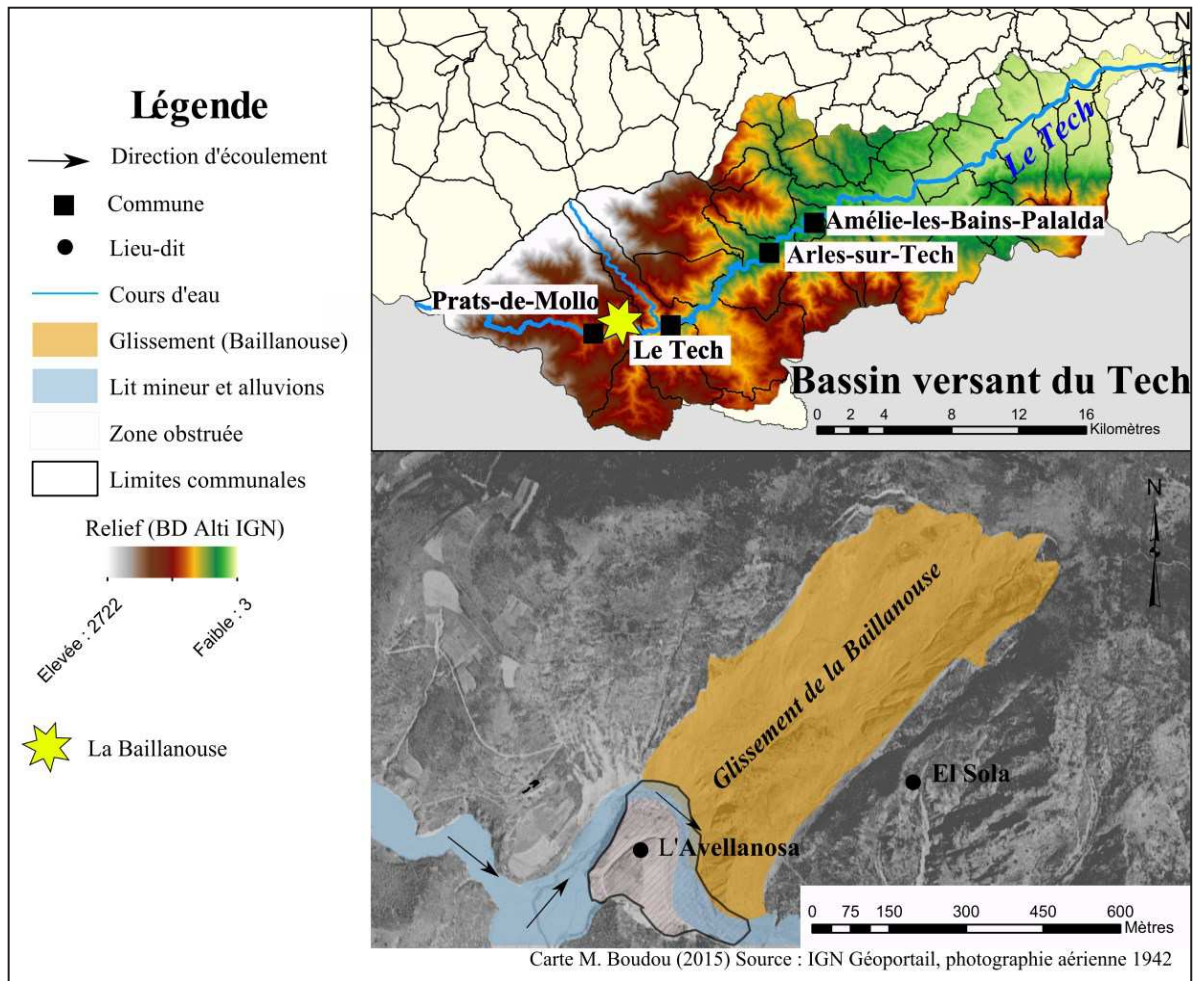 Légende
Direction d'écoulement
Commune
Lieu-dit
Cours d'eau
Glissement (Baillanouse)
Lit mineur et alluvions
Zone obstruée
Limites communales
Relief (BD Alti IGN)
Elevée : 2722
Faible : 3
La Baillanouse
N
Le Tech
Amélie-les-Bains-Palalda
Arles-sur-Tech
Prats-de-Mollo
Le Tech
Bassin versant du Tech
0 2 4 8 12 16
Kilomètres
N
Glissement de la Baillanouse
El Sola
L'Avellanosa
0 75 150 300 450 600
Mètres
Carte M. Boudou (2015) Source : IGN Géoportail, photographie aérienne 1942